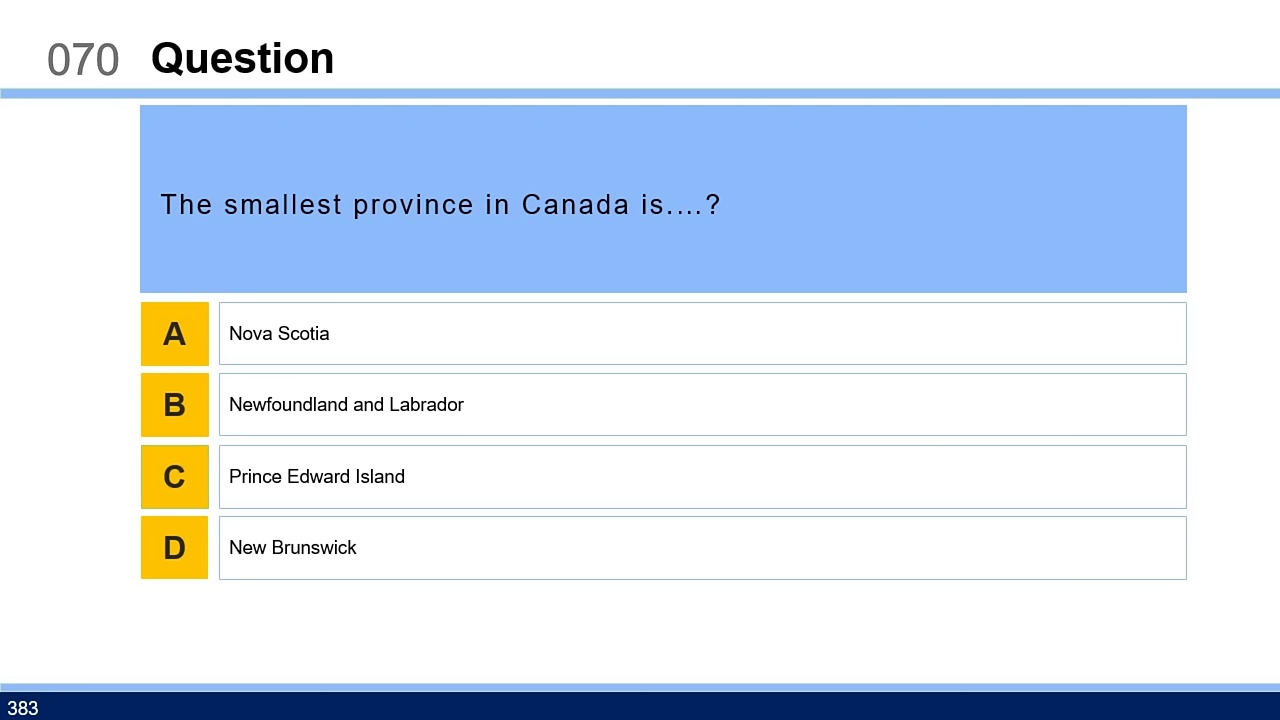 070 Question
The smallest province in Canada is....?
A Nova Scotia
B Newfoundland and Labrador
C Prince Edward Island
D New Brunswick
383